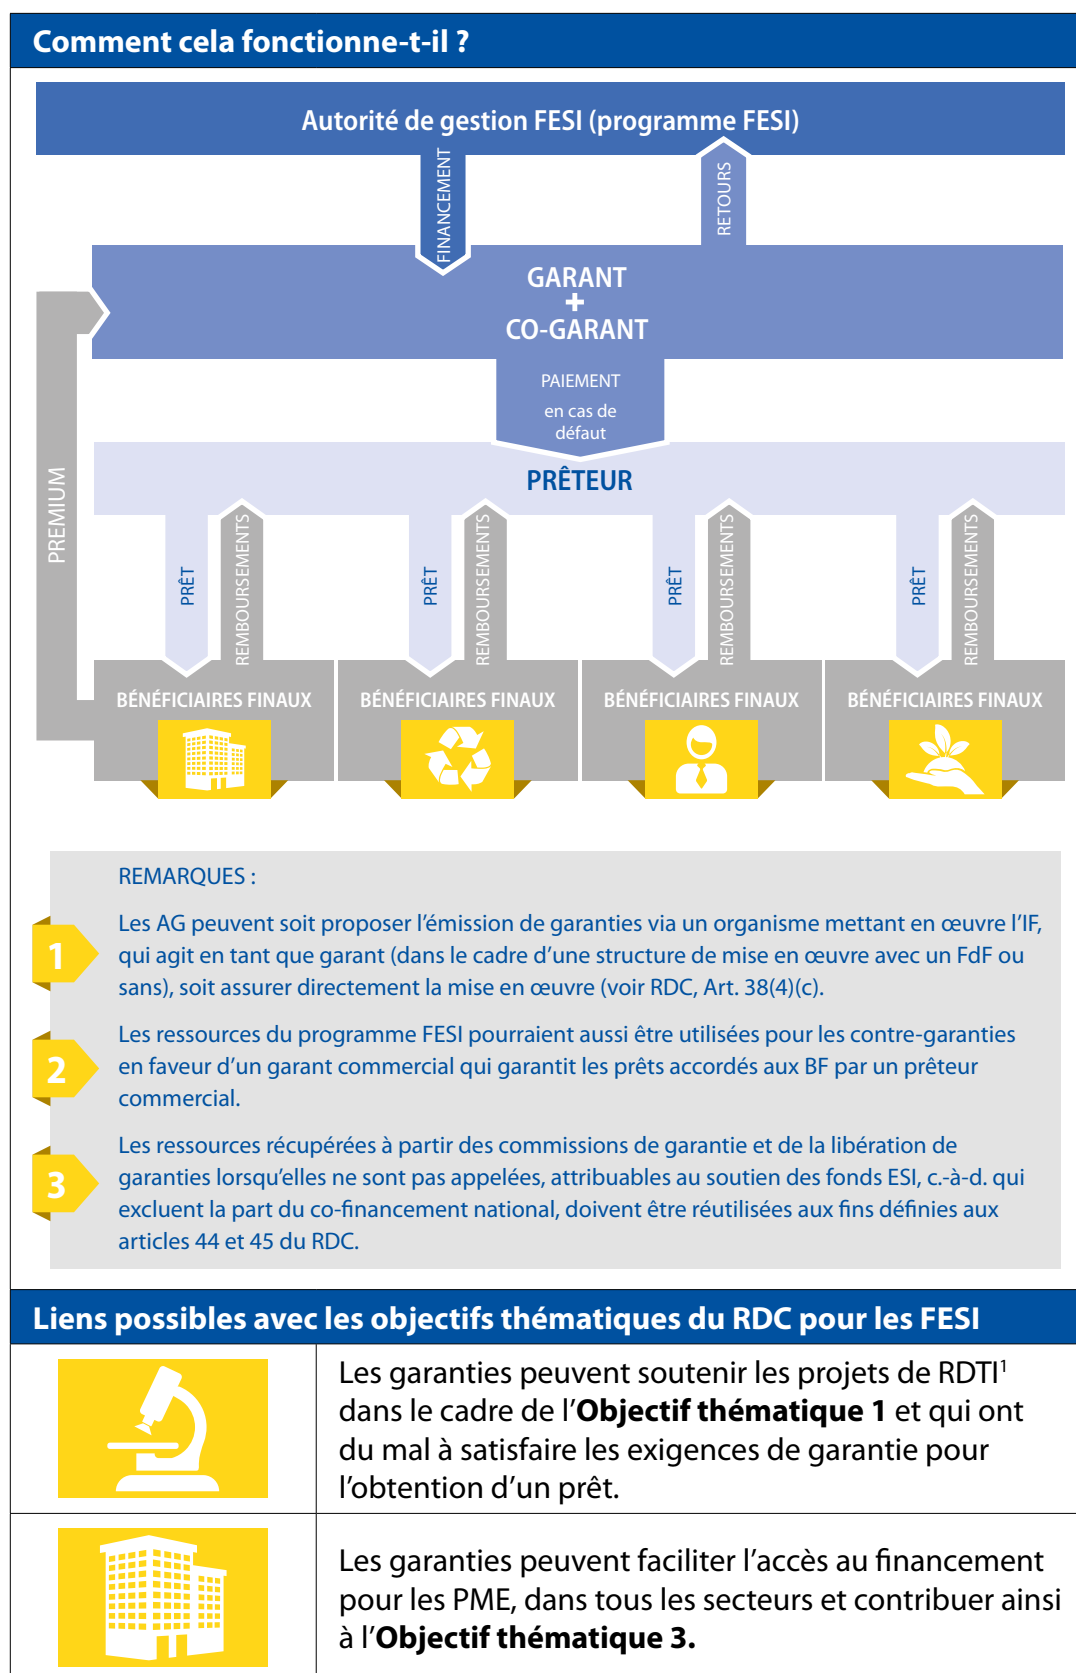 Comment cela fonctionne-t-il ?
Autorité de gestion FESI (programme FESI)
FINANCEMENT
RETOURS
GARANT
+
CO-GARANT
PAIEMENT
en cas de
défaut
PREMIUM
PRÊTEUR
PRÊT
REMBOURSEMENTS
PRÊT
REMBOURSEMENTS
PRÊT
REMBOURSEMENTS
PRÊT
REMBOURSEMENTS
BÉNÉFICIAIRES FINAUX
BÉNÉFICIAIRES FINAUX
BÉNÉFICIAIRES FINAUX
BÉNÉFICIAIRES FINAUX
REMARQUES :
1
Les AG peuvent soit proposer l’émission de garanties via un organisme mettant en œuvre l’IF,
qui agit en tant que garant (dans le cadre d’une structure de mise en œuvre avec un FdF ou
sans), soit assurer directement la mise en œuvre (voir RDC, Art. 38(4)(c).
2
Les ressources du programme FESI pourraient aussi être utilisées pour les contre-garanties
en faveur d’un garant commercial qui garantit les prêts accordés aux BF par un prêteur
commercial.
3
Les ressources récupérées à partir des commissions de garantie et de la libération de
garanties lorsqu’elles ne sont pas appelées, attribuables au soutien des fonds ESI, c.-à-d. qui
excluent la part du co-financement national, doivent être réutilisées aux fins définies aux
articles 44 et 45 du RDC.
Liens possibles avec les objectifs thématiques du RDC pour les FESI
Les garanties peuvent soutenir les projets de RDTI¹
dans le cadre de l’Objectif thématique 1 et qui ont
du mal à satisfaire les exigences de garantie pour
l’obtention d’un prêt.
Les garanties peuvent faciliter l’accès au financement
pour les PME, dans tous les secteurs et contribuer ainsi
à l’Objectif thématique 3.